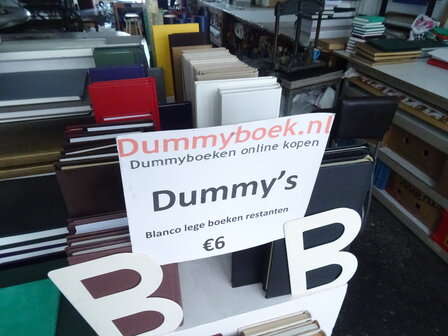 Dummyboek.nl
Dummyboeken online kopen
Dummy's
Blanco lege boeken restanten
€6
B B